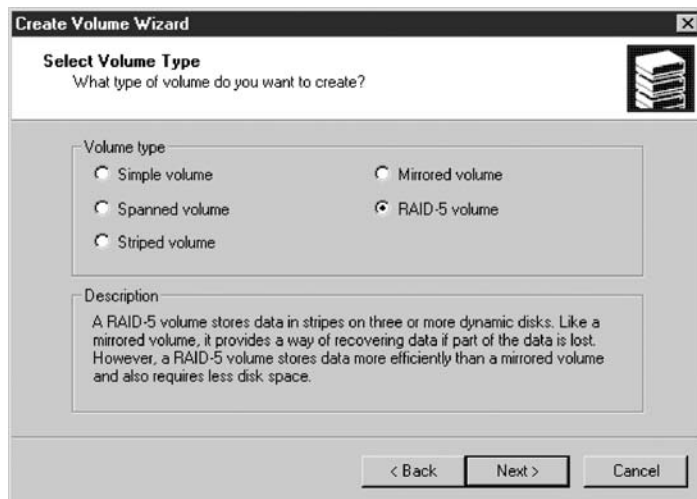 Create Volume Wizard
Select Volume Type
What type of volume do you want to create?
Volume type
Simple volume
Mirrored volume
Spanned volume
RAID-5 volume
Striped volume
Description
A RAID-5 volume stores data in stripes on three or more dynamic disks. Like a
mirrored volume, it provides a way of recovering data if part of the data is lost.
However, a RAID-5 volume stores data more efficiently than a mirrored volume
and also requires less disk space.
< Back
Next >
Cancel